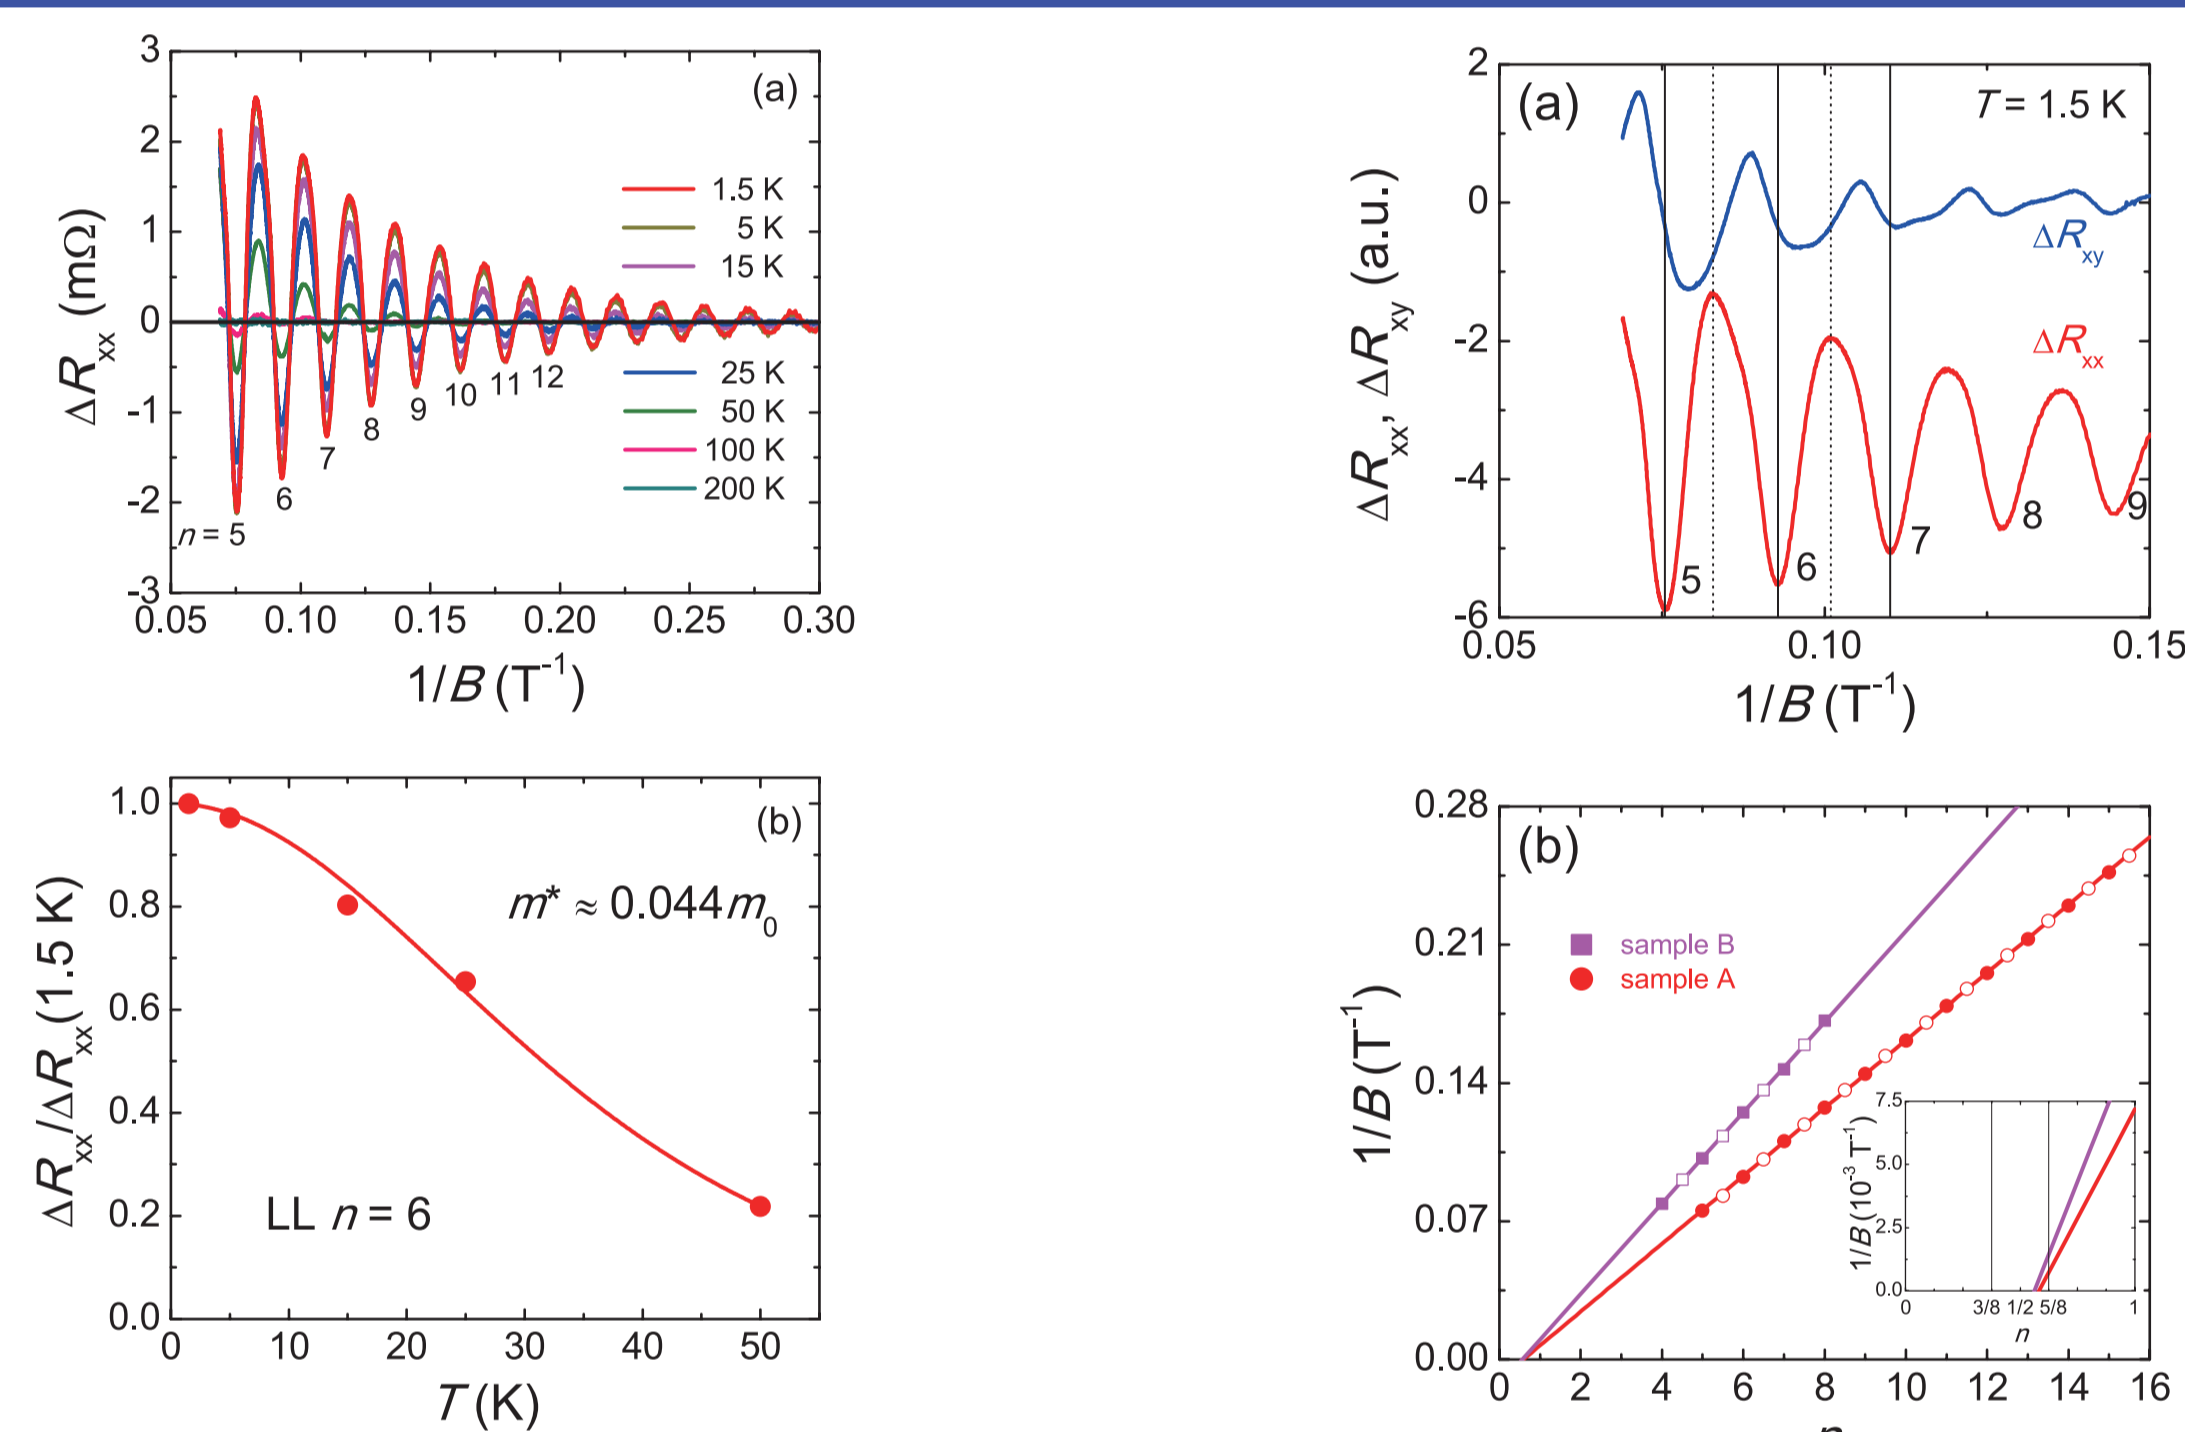 (a)
3
2
1
0
-1
-2
-3
ΔRxx (mΩ)
1.5 K
5 K
15 K
25 K
50 K
100 K
200 K
n = 5
6
7
8
9
10
11
12
0.05 0.10 0.15 0.20 0.25 0.30
1/B (T⁻¹)
(b)
1.0
0.8
0.6
0.4
0.2
0.0
ΔRxx/ΔRxx (1.5 K)
m* ≈ 0.044m₀
LL n = 6
0 10 20 30 40 50
T (K)
(a)
T = 1.5 K
2
0
-2
-4
-6
ΔRxx, ΔRxy (a.u.)
ΔRxy
ΔRxx
5
6
7
8
9
0.05 0.10 0.15
1/B (T⁻¹)
(b)
0.28
0.21
0.14
0.07
0.00
1/B (T⁻¹)
sample B
sample A
7.5
5.0
2.5
0.0
1/B (10⁻³ T⁻¹)
0 3/8 1/2 5/8 1
n
0 2 4 6 8 10 12 14 16